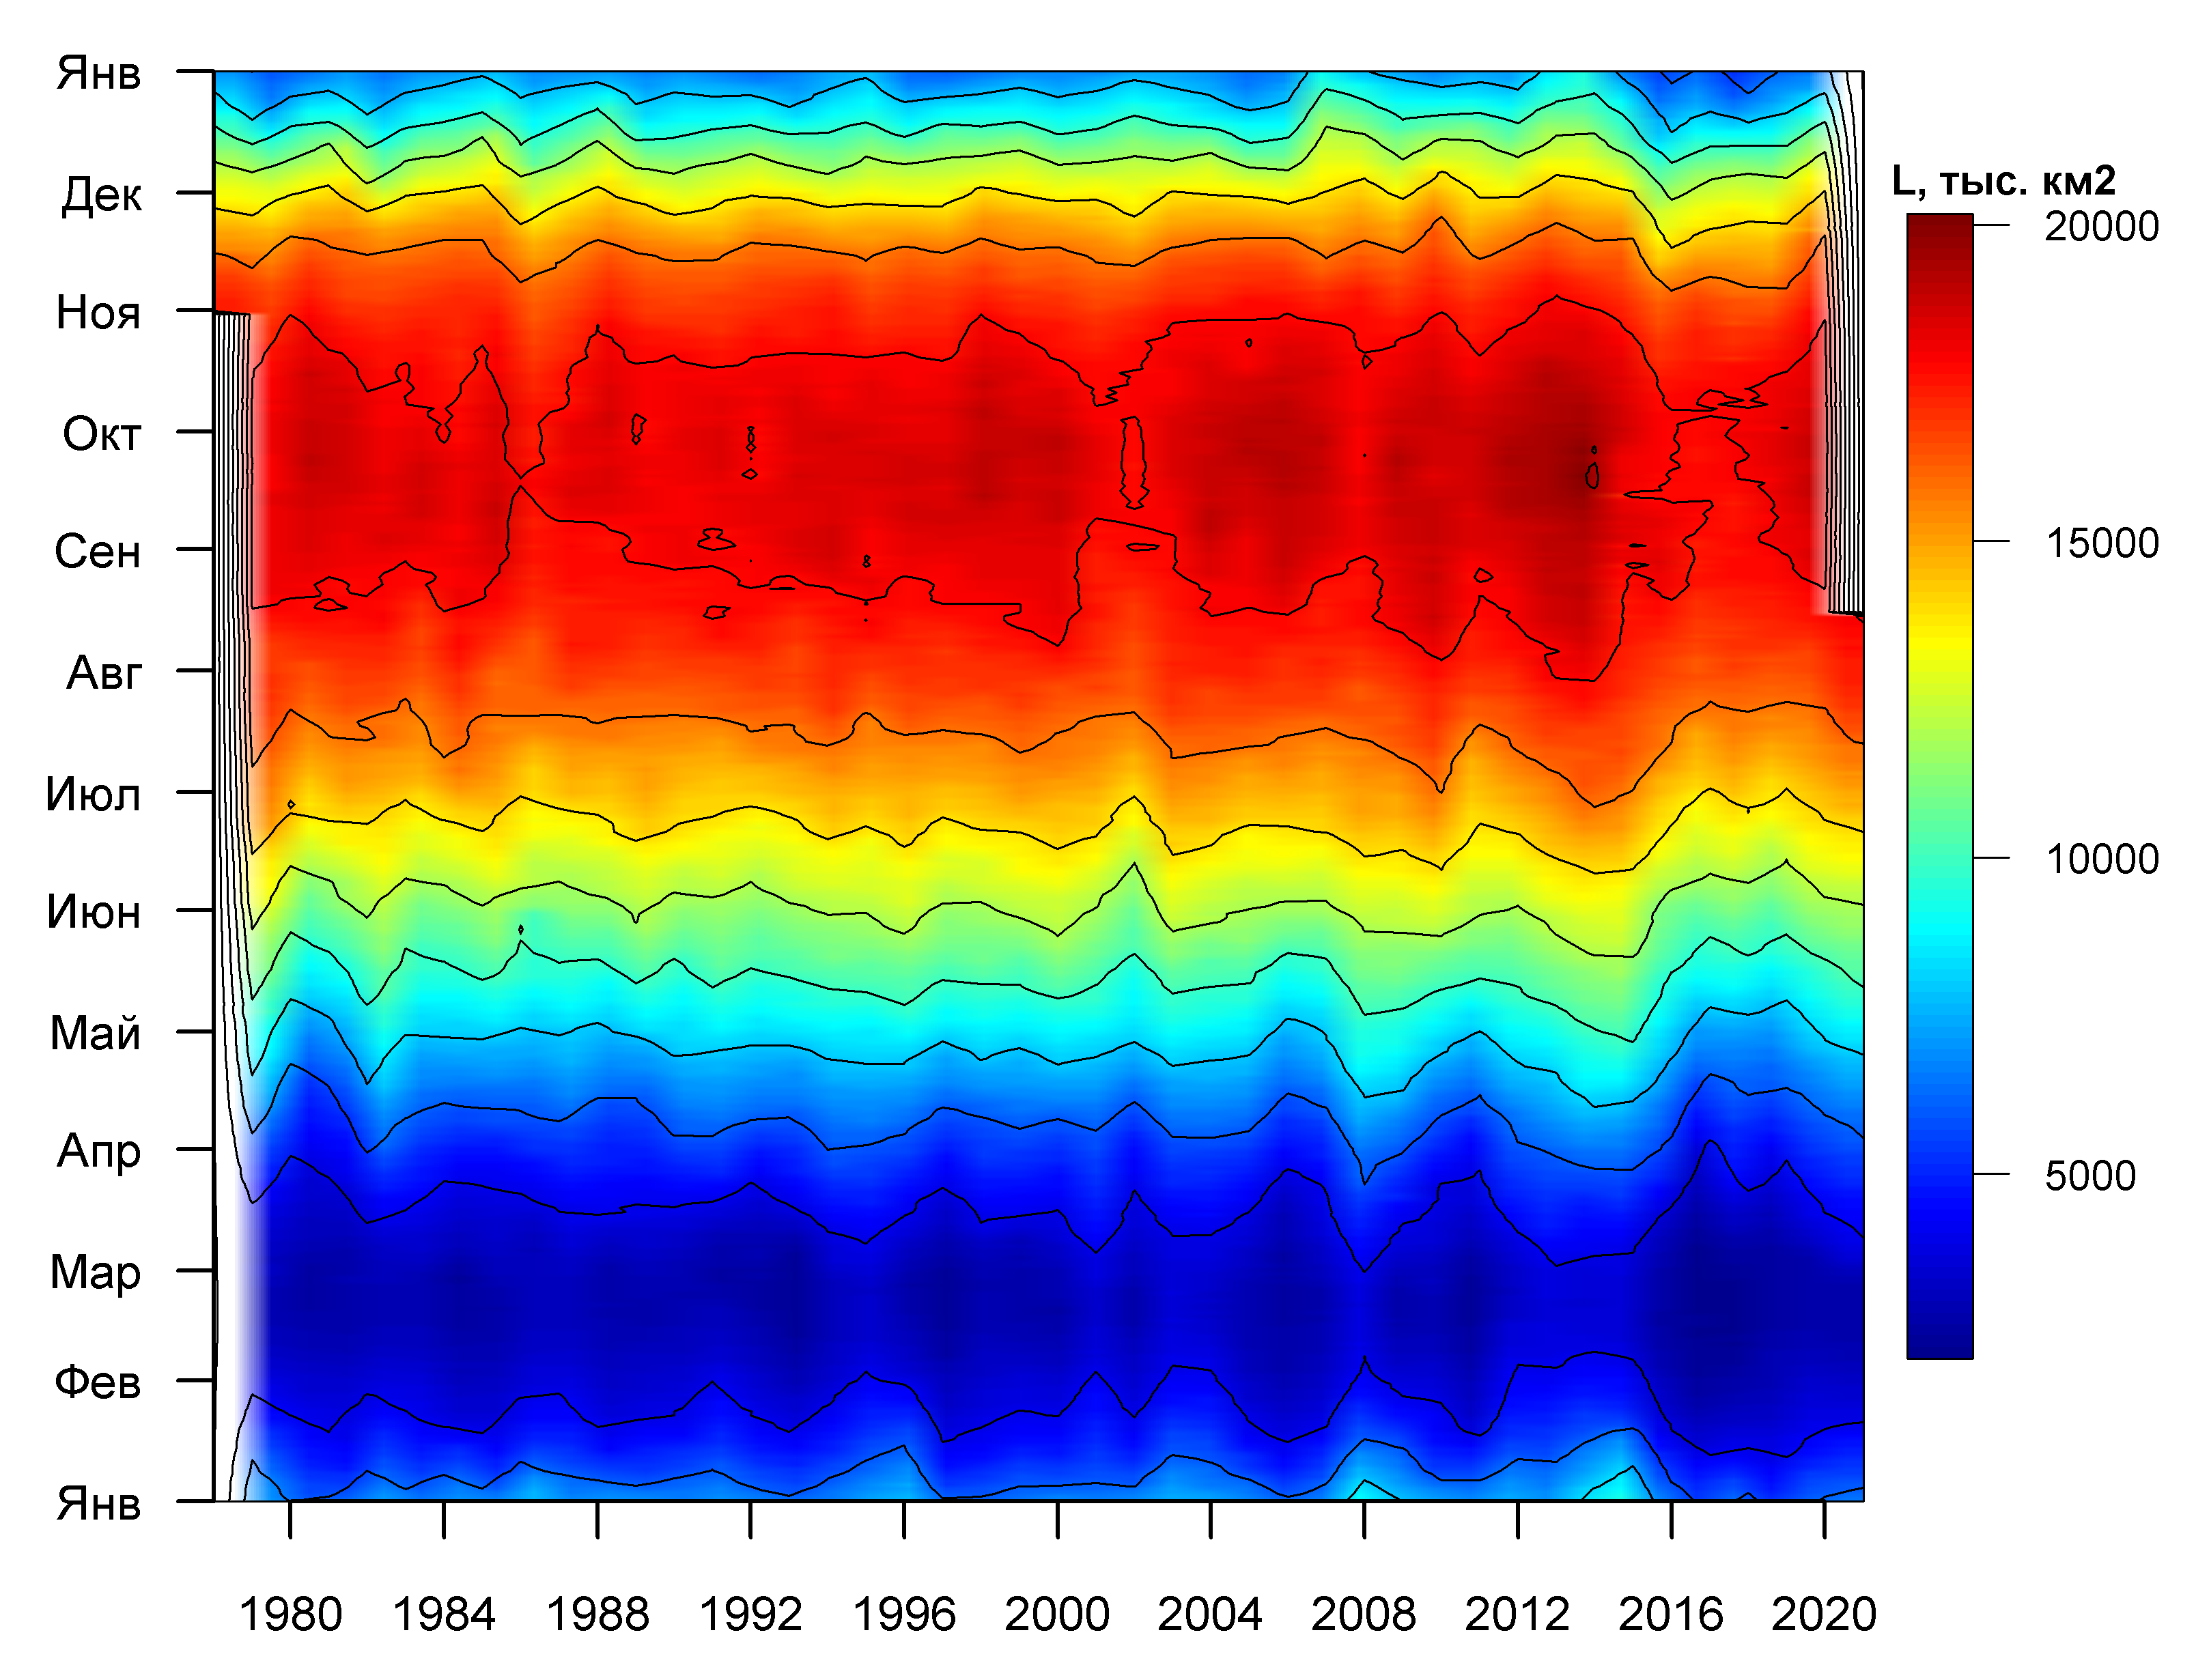 Янв
Дек
Ноя
Окт
Сен
Авг
Июл
Июн
Май
Апр
Мар
Фев
Янв
1980 1984 1988 1992 1996 2000 2004 2008 2012 2016 2020
L, тыс. км2
20000
15000
10000
5000